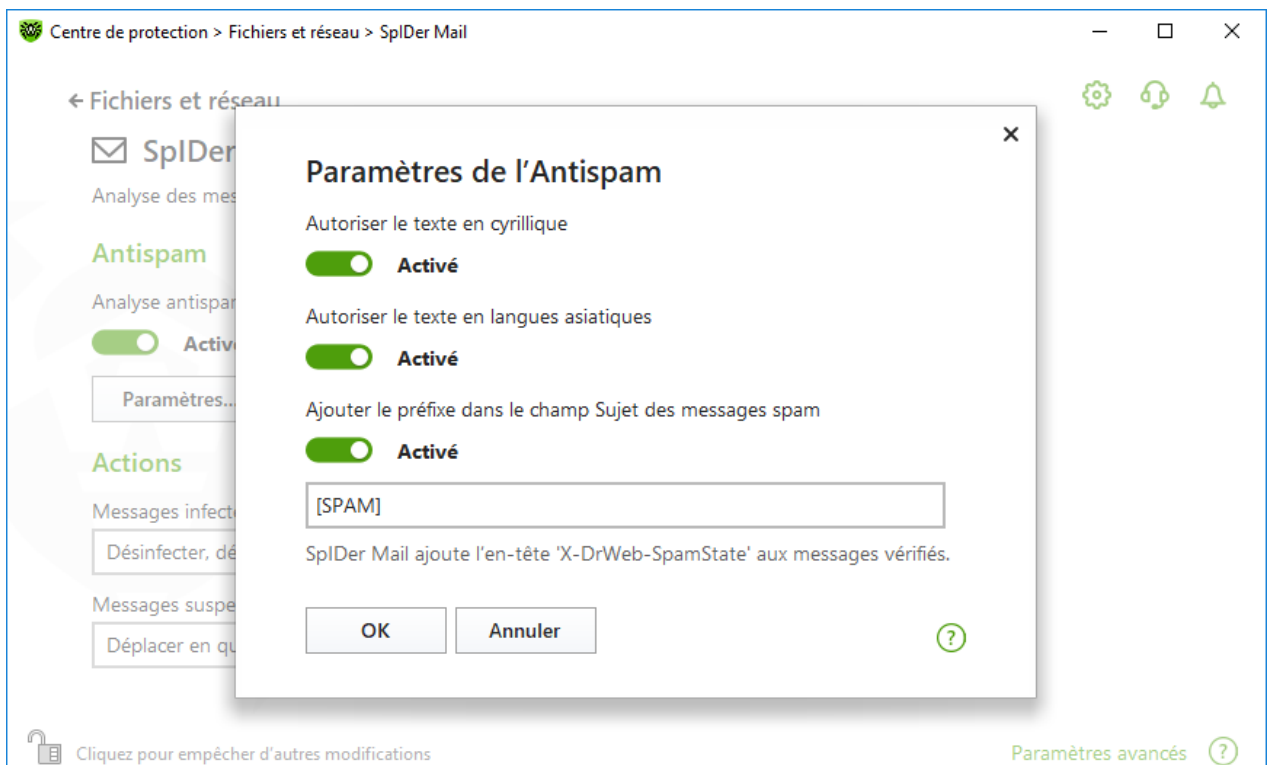 Centre de protection > Fichiers et réseau > SpIDer Mail
← Fichiers et réseau
SpIDer
Analyse des mes
Antispam
Analyse antispar
Activ
Paramètres...
Actions
Messages infect
Désinfecter, dé
Messages suspe
Déplacer en qu
Paramètres de l'Antispam
Autoriser le texte en cyrillique
Activé
Autoriser le texte en langues asiatiques
Activé
Ajouter le préfixe dans le champ Sujet des messages spam
Activé
[SPAM]
SpIDer Mail ajoute l'en-tête 'X-DrWeb-SpamState' aux messages vérifiés.
OK Annuler ?
Cliquez pour empêcher d'autres modifications
Paramètres avancés ?